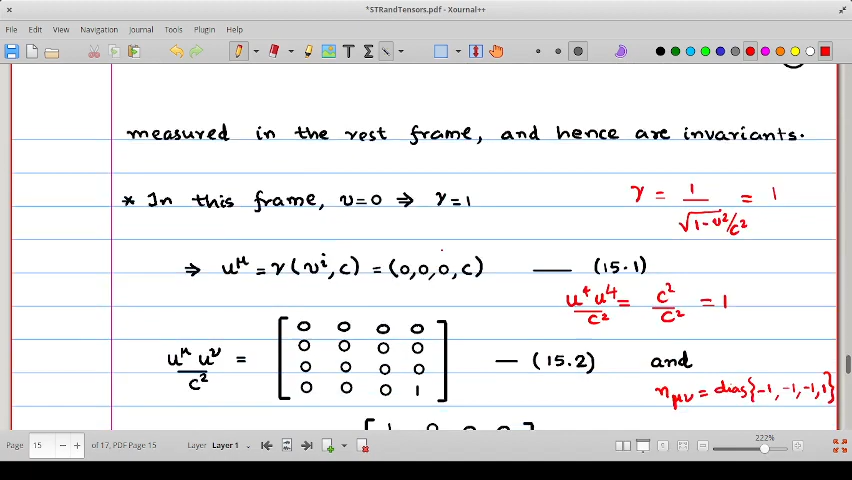 *STRandTensors.pdf - Xournal++
File Edit View Navigation Journal Tools Plugin Help
measured in the rest frame, and hence are invariants.
* In this frame, v=0 ⇒ γ=1
γ = 1/√(1-v²/c²) = 1
⇒ u^μ = γ(v^i, c) = (0,0,0,c) — (15.1)
u⁴u⁴/c² = c²/c² = 1
u^μ u^ν/c² = [0 0 0 0
0 0 0 0
0 0 0 0
0 0 0 1] — (15.2) and
η_μν = diag{-1,-1,-1,1}
1 0 0 0
Page 15 of 17, PDF Page 15 Layer Layer 1 222%